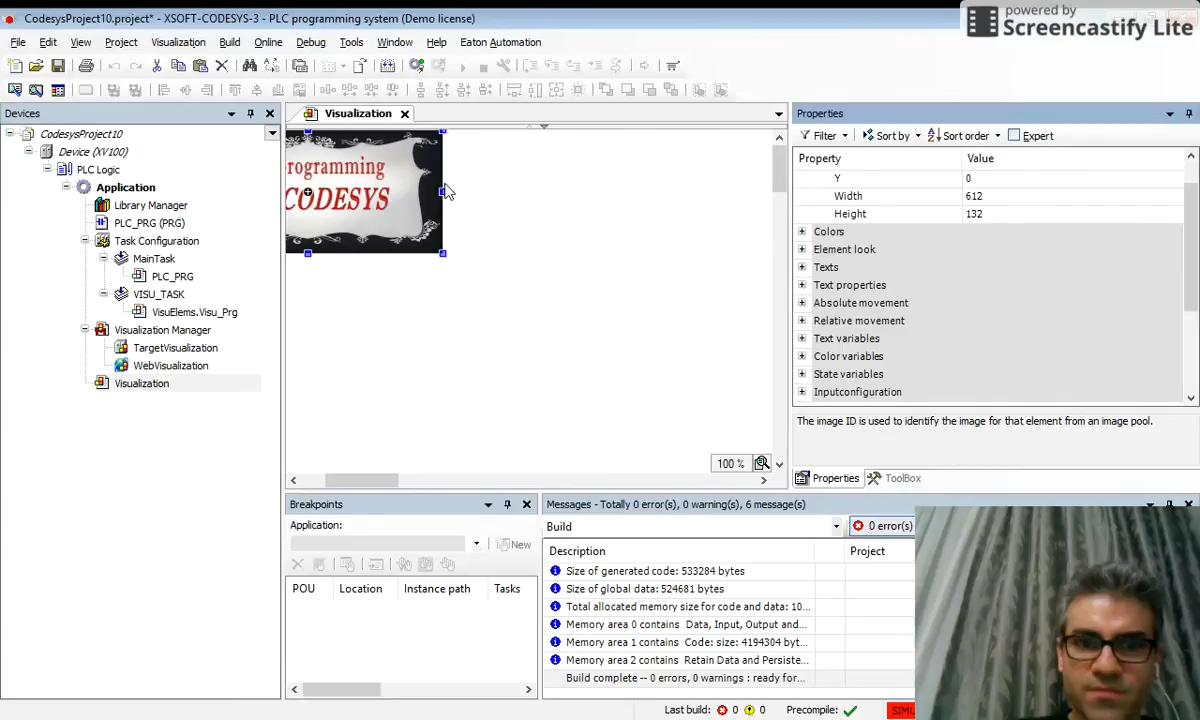 CodesysProject10.project* - XSOFT-CODESYS-3 - PLC programming system (Demo license)
powered by
Screencastify Lite
File Edit View Project Visualization Build Online Debug Tools Window Help Eaton Automation
Devices
CodesysProject10
Device (XV100)
PLC Logic
Application
Library Manager
PLC_PRG (PRG)
Task Configuration
MainTask
PLC_PRG
VISU_TASK
VisuElems.Visu_Prg
Visualization Manager
TargetVisualization
WebVisualization
Visualization
Visualization
rogramming
CODESYS
100 %
Properties
Filter Sort by Sort order Expert
Property Value
Y 0
Width 612
Height 132
Colors
Element look
Texts
Text properties
Absolute movement
Relative movement
Text variables
Color variables
State variables
Inputconfiguration
The image ID is used to identify the image for that element from an image pool.
Properties ToolBox
Breakpoints
Application:
New
POU Location Instance path Tasks
Messages - Totally 0 error(s), 0 warning(s), 6 message(s)
Build 0 error(s)
Description Project
Size of generated code: 533284 bytes
Size of global data: 524681 bytes
Total allocated memory size for code and data: 10...
Memory area 0 contains Data, Input, Output and...
Memory area 1 contains Code: size: 4194304 byt...
Memory area 2 contains Retain Data and Persiste...
Build complete -- 0 errors, 0 warnings : ready for...
Last build: 0 0 Precompile: